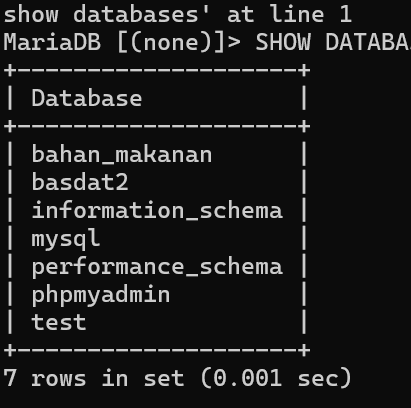 show databases' at line 1
MariaDB [(none)]> SHOW DATABA
+--------------------+
| Database           |
+--------------------+
| bahan_makanan      |
| basdat2            |
| information_schema |
| mysql              |
| performance_schema |
| phpmyadmin         |
| test               |
+--------------------+
7 rows in set (0.001 sec)